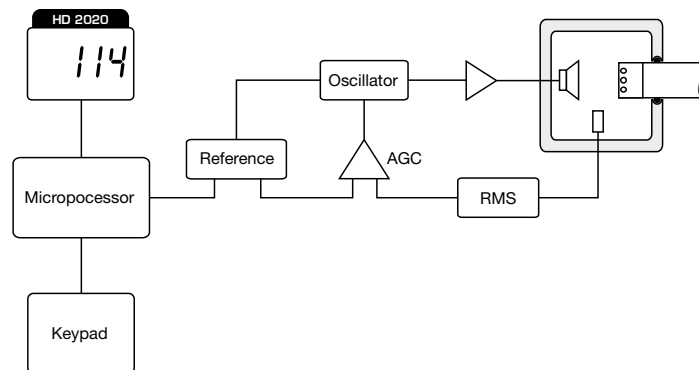 HD 2020
114
Oscillator
Reference
AGC
Micropocessor
RMS
Keypad